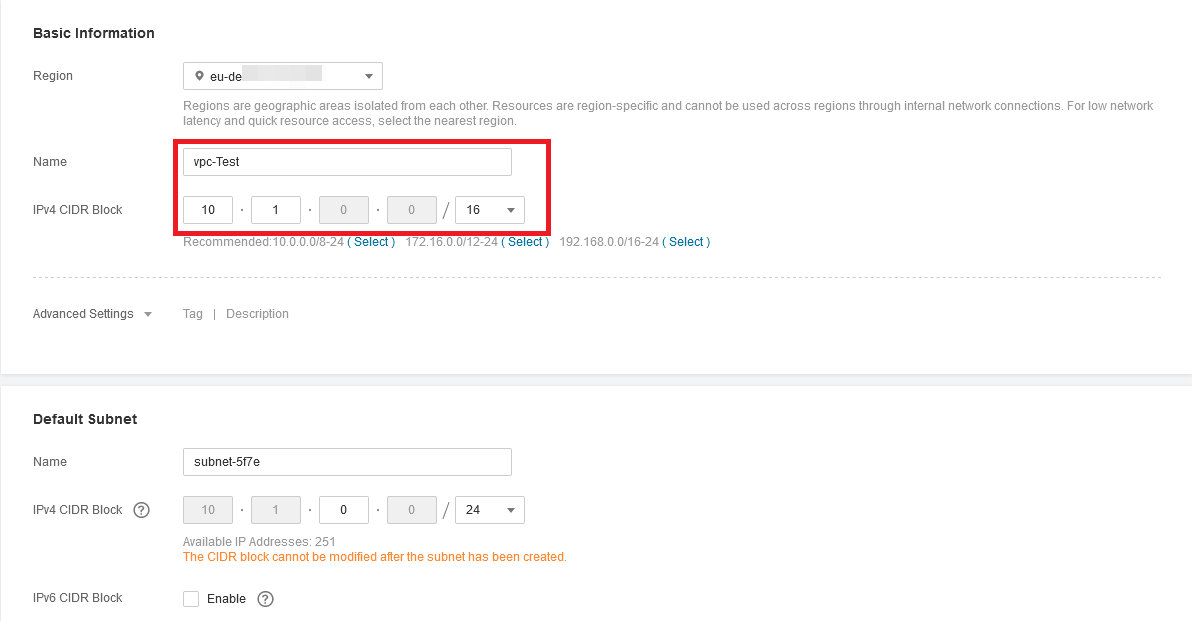 Basic Information
Region eu-de
Regions are geographic areas isolated from each other. Resources are region-specific and cannot be used across regions through internal network connections. For low network
latency and quick resource access, select the nearest region.
Name vpc-Test
IPv4 CIDR Block 10 · 1 · 0 · 0 / 16
Recommended:10.0.0.0/8-24 ( Select ) 172.16.0.0/12-24 ( Select ) 192.168.0.0/16-24 ( Select )
Advanced Settings Tag | Description
Default Subnet
Name subnet-5f7e
IPv4 CIDR Block ? 10 · 1 · 0 · 0 / 24
Available IP Addresses: 251
The CIDR block cannot be modified after the subnet has been created.
IPv6 CIDR Block Enable ?